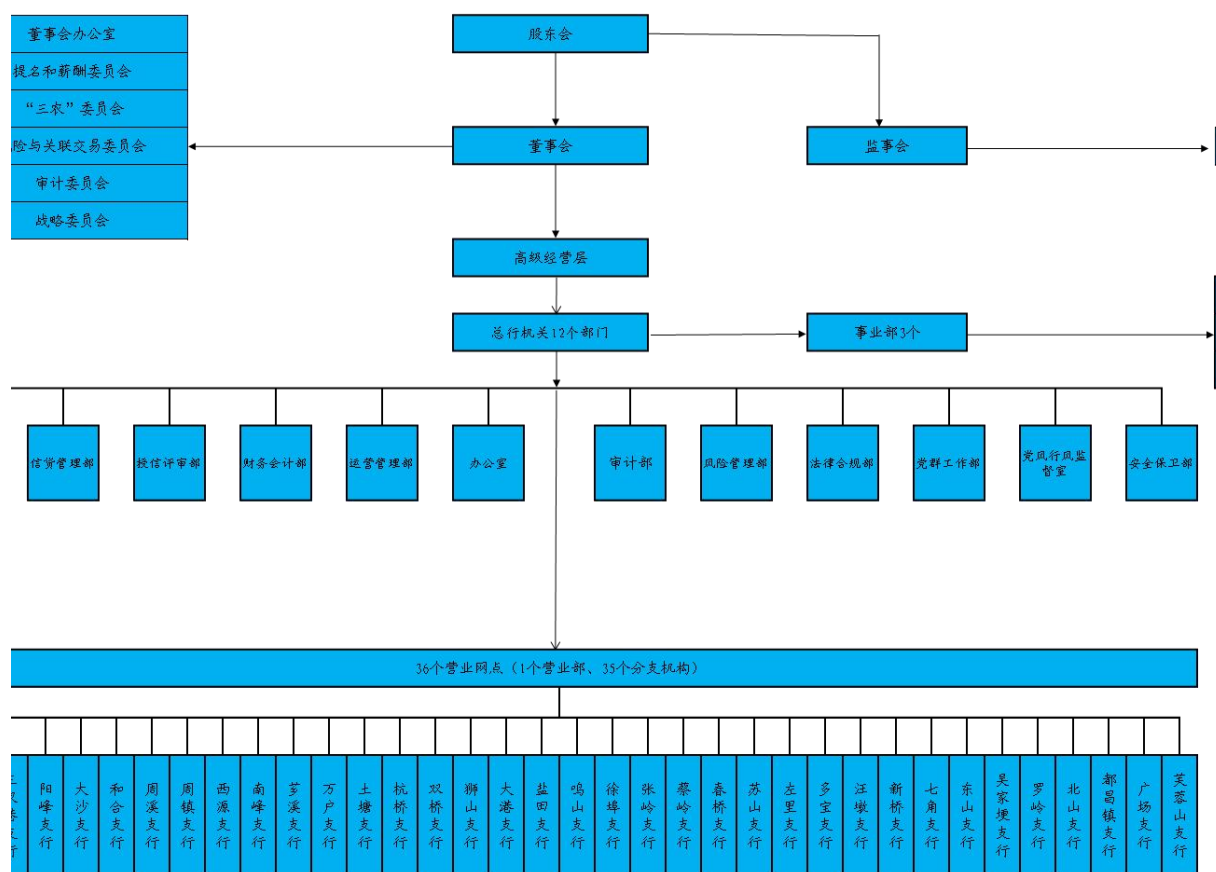 董事会办公室
提名和薪酬委员会
“三农”委员会
险与关联交易委员会
审计委员会
战略委员会
股东会
董事会
监事会
高级经营层
总行机关12个部门
事业部3个
信贷管理部
授信评审部
财务会计部
运营管理部
办公室
审计部
风险管理部
法律合规部
党群工作部
党风行风监
督室
安全保卫部
36个营业网点（1个营业部、35个分支机构）
阳峰支行
大沙支行
和合支行
周溪支行
周镇支行
西源支行
南峰支行
芗溪支行
万户支行
土塘支行
杭桥支行
双桥支行
狮山支行
大港支行
盐田支行
鸣山支行
徐埠支行
张岭支行
蔡岭支行
春桥支行
苏山支行
左里支行
多宝支行
汪墩支行
新桥支行
七角支行
东山支行
吴家埂支行
罗岭支行
北山支行
都昌镇支行
广场支行
芙蓉山支行